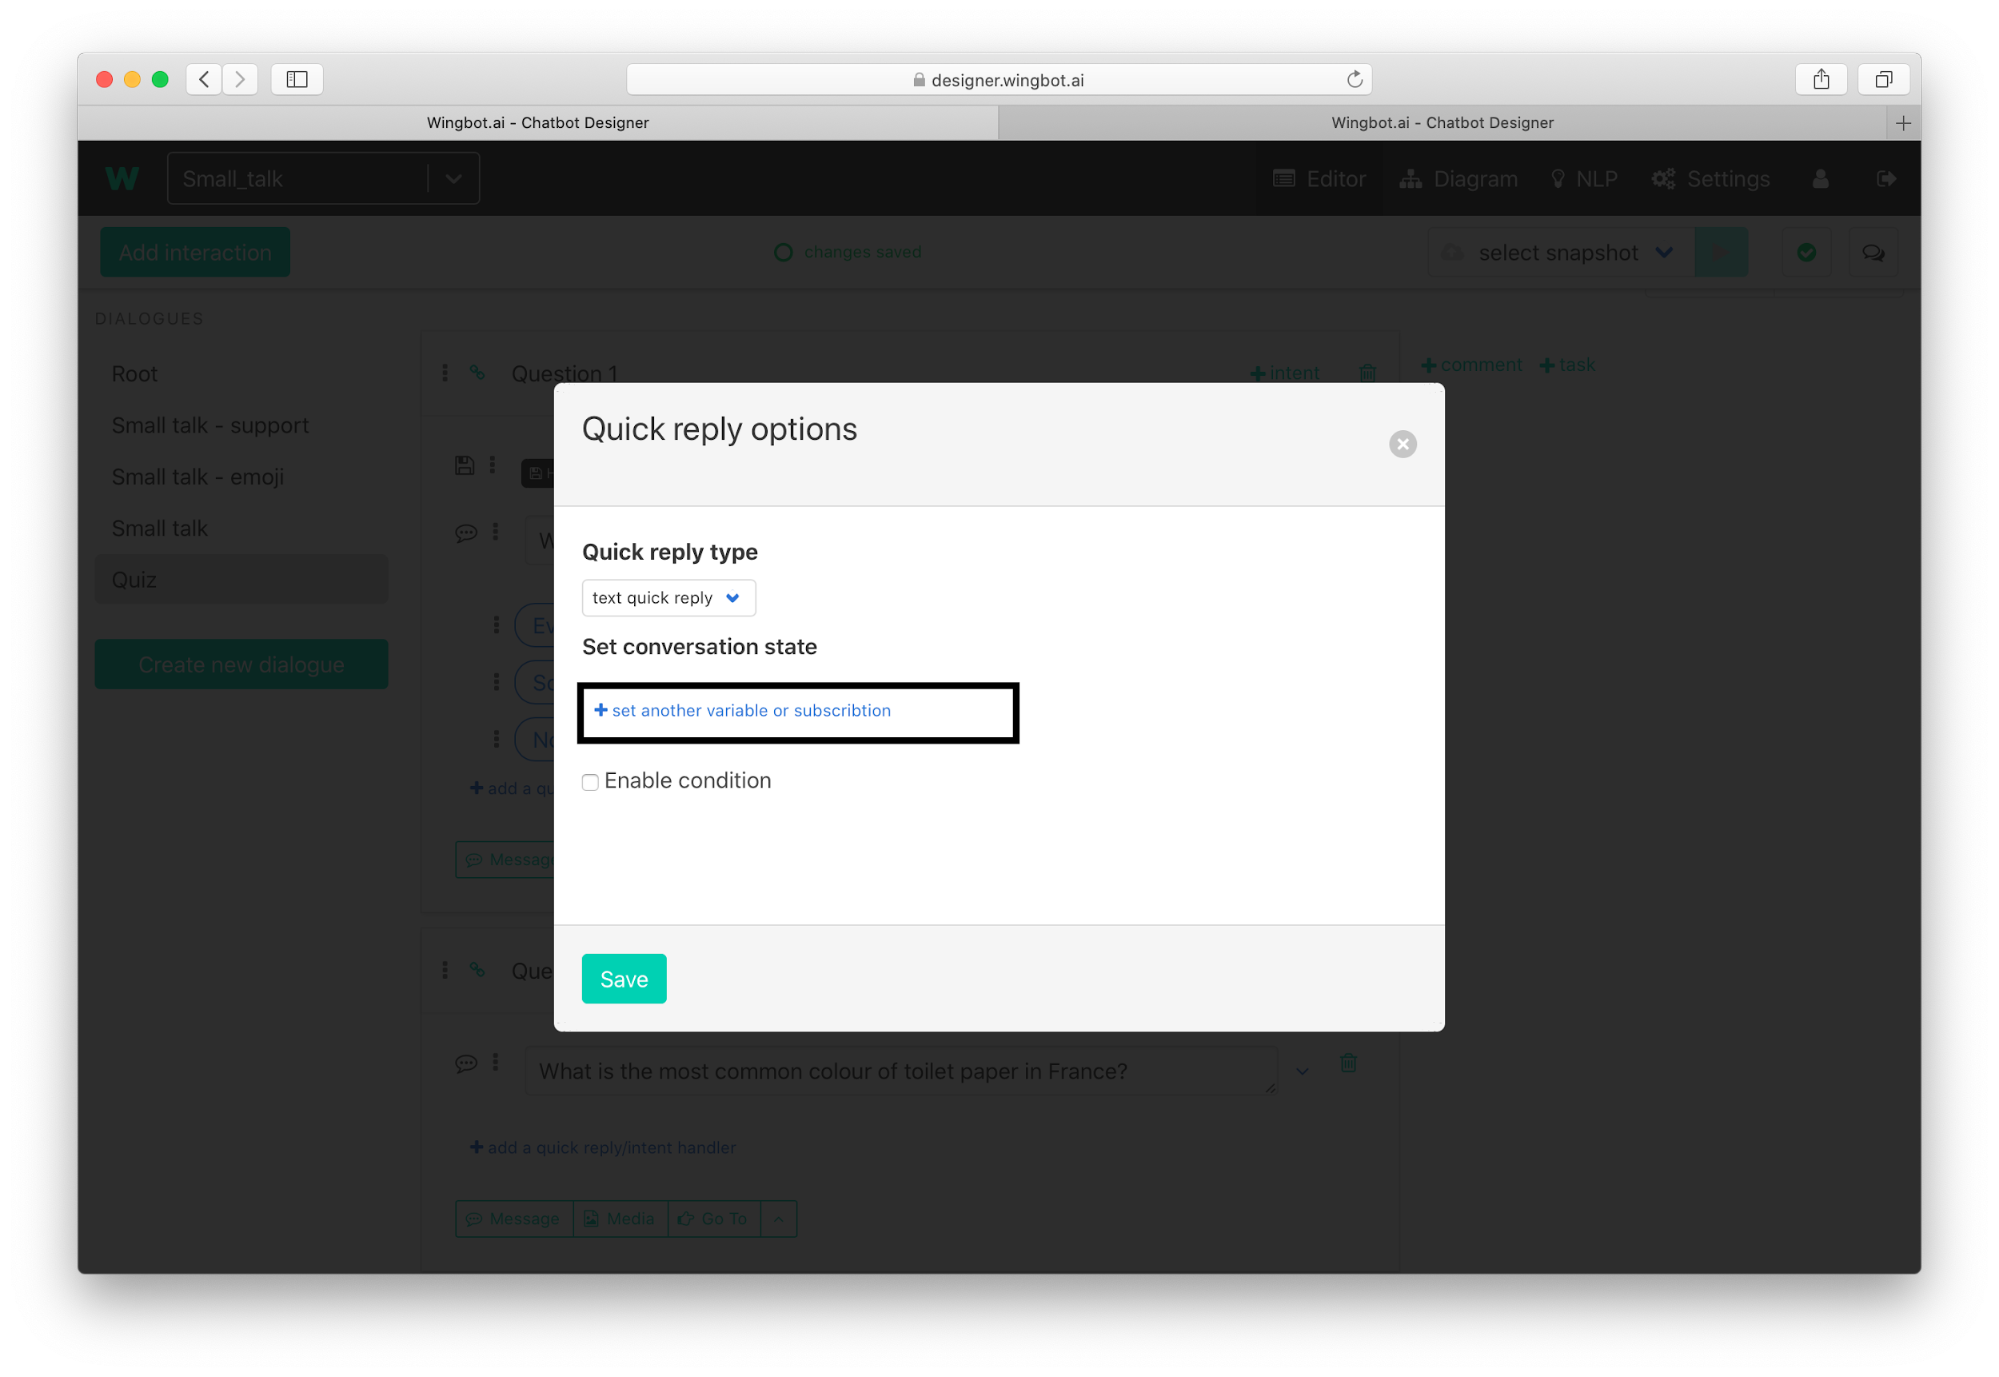 designer.wingbot.ai
Wingbot.ai - Chatbot Designer
Wingbot.ai - Chatbot Designer
W
Small_talk
Editor
Diagram
NLP
Settings
Add interaction
changes saved
select snapshot
DIALOGUES
Root
Small talk - support
Small talk - emoji
Small talk
Quiz
Create new dialogue
Question 1
+ intent
+ comment
+ task
Quick reply options
Quick reply type
text quick reply
Set conversation state
+ set another variable or subscribtion
Enable condition
+ add a
Save
What is the most common colour of toilet paper in France?
+ add a quick reply/intent handler
Message
Media
Go To